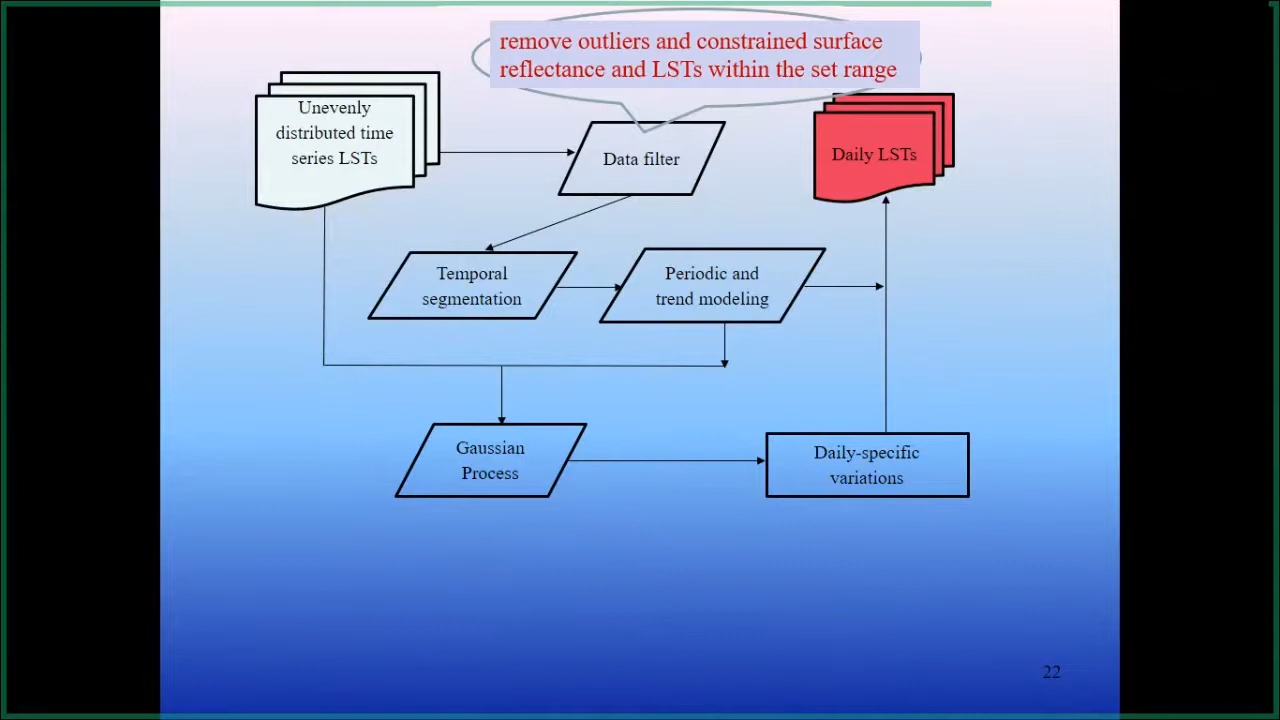 remove outliers and constrained surface
reflectance and LSTs within the set range
Unevenly
distributed time
series LSTs
Data filter
Daily LSTs
Temporal
segmentation
Periodic and
trend modeling
Gaussian
Process
Daily-specific
variations
22